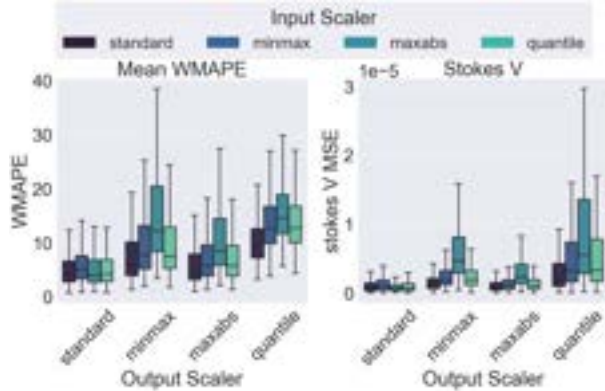 Input Scaler
standard minmax maxabs quantile
Mean WMAPE
WMAPE
40
30
20
10
0
standard minmax maxabs quantile
Output Scaler
1e-5 Stokes V
stokes V MSE
3
2
1
0
standard minmax maxabs quantile
Output Scaler